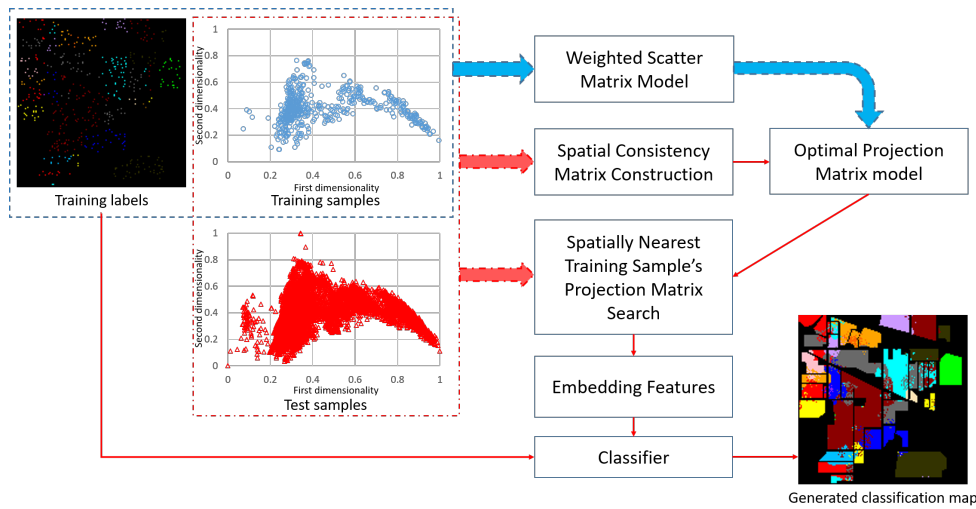 Training labels
Second dimensionality
1
0.8
0.6
0.4
0.2
0
0
0.2
0.4
0.6
0.8
1
First dimensionality
Training samples
Second dimensionality
1
0.8
0.6
0.4
0.2
0
0
0.2
0.4
0.6
0.8
1
First dimensionality
Test samples
Weighted Scatter
Matrix Model
Spatial Consistency
Matrix Construction
Optimal Projection
Matrix model
Spatially Nearest
Training Sample's
Projection Matrix
Search
Embedding Features
Classifier
Generated classification map